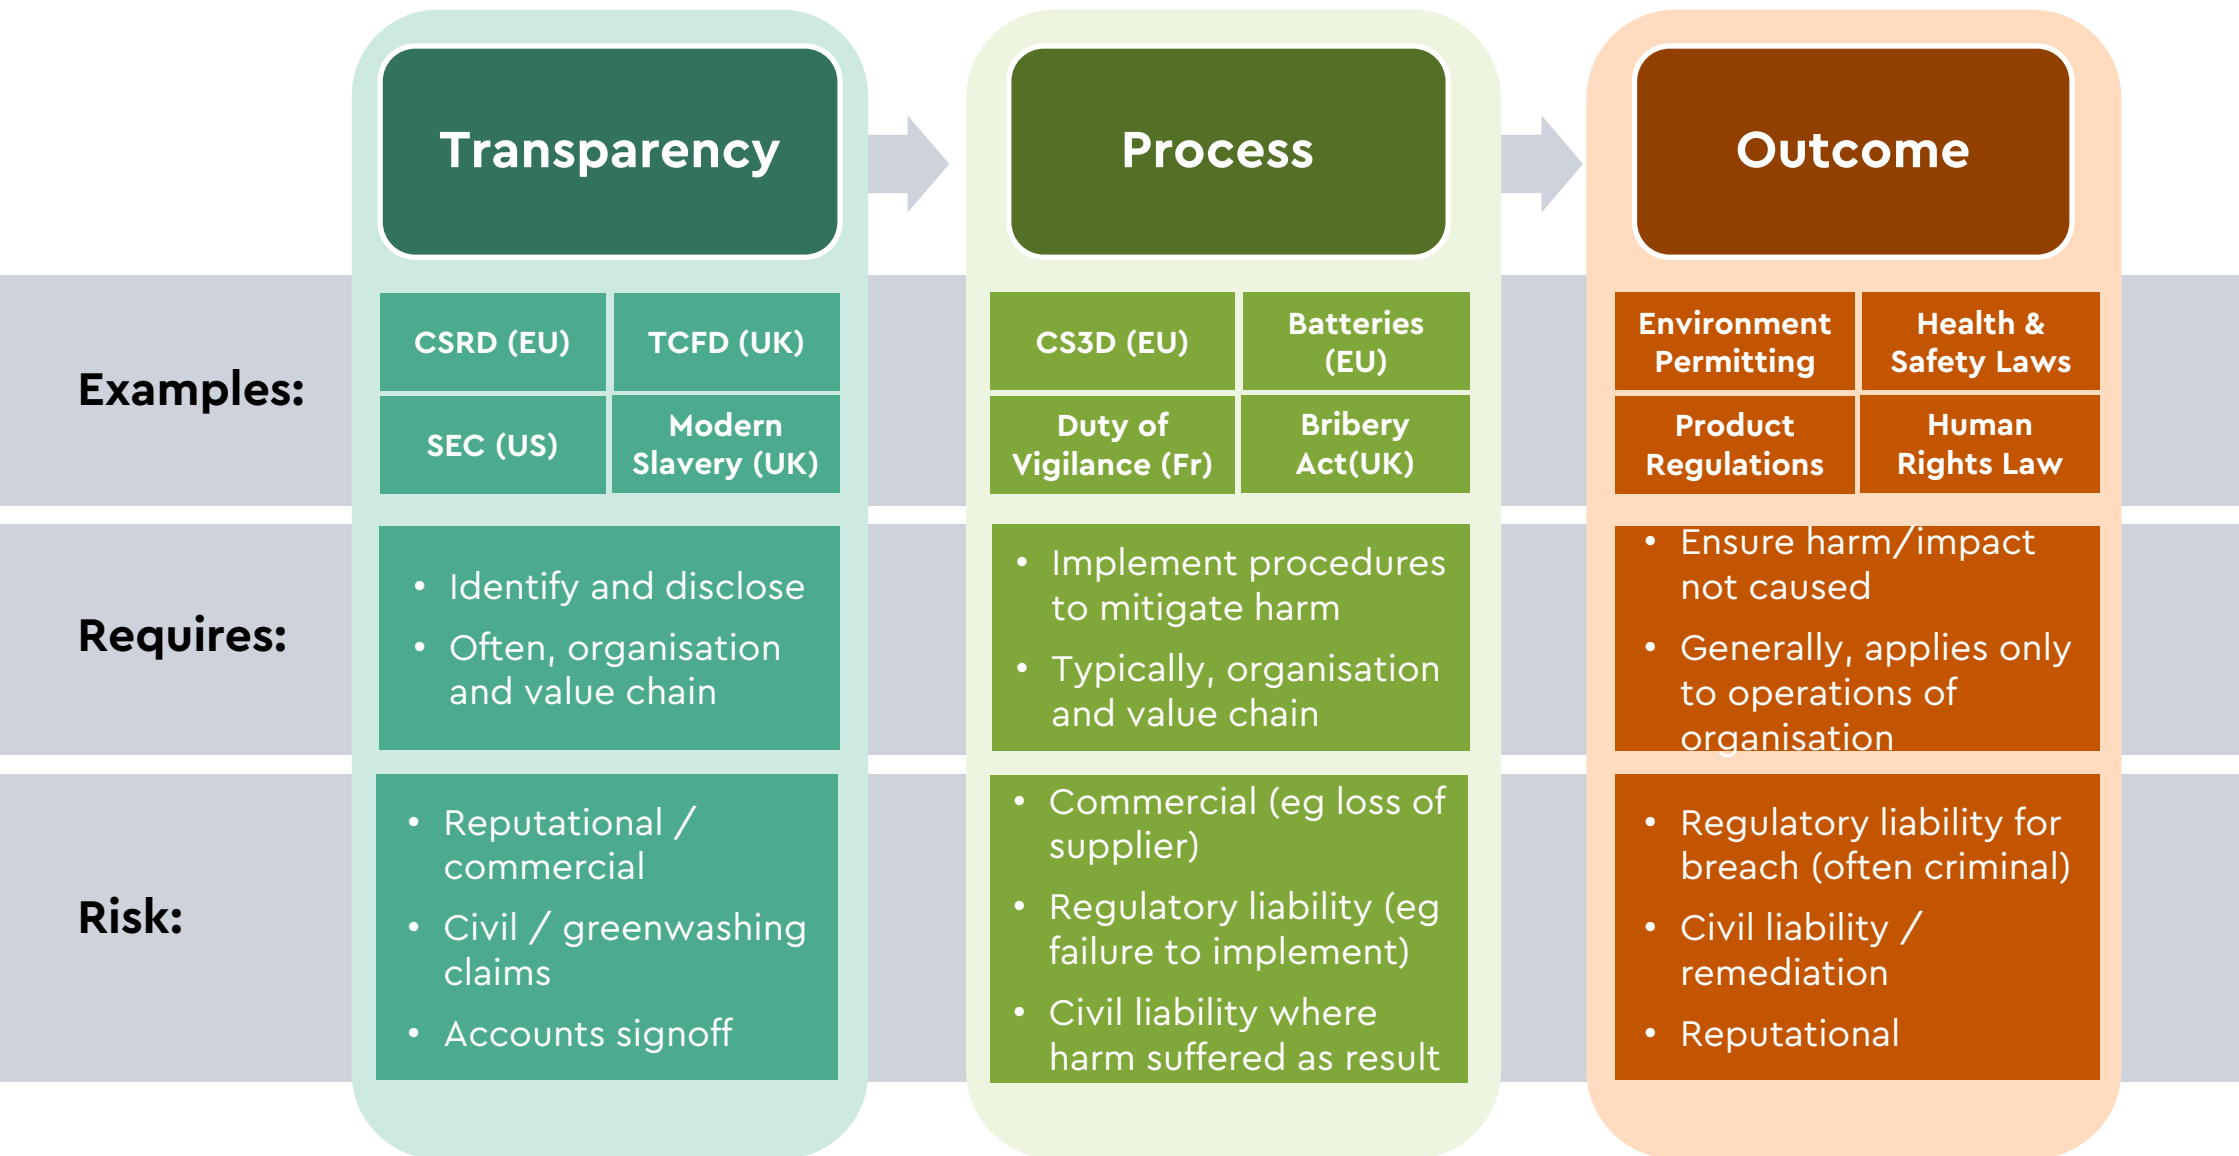 Transparency
Process
Outcome
Examples:
CSRD (EU)
TCFD (UK)
SEC (US)
Modern
Slavery (UK)
CS3D (EU)
Batteries
(EU)
Duty of
Vigilance (Fr)
Bribery
Act(UK)
Environment
Permitting
Health &
Safety Laws
Product
Regulations
Human
Rights Law
Requires:
• Identify and disclose
• Often, organisation
and value chain
• Implement procedures
to mitigate harm
• Typically, organisation
and value chain
• Ensure harm/impact
not caused
• Generally, applies only
to operations of
organisation
Risk:
• Reputational /
commercial
• Civil / greenwashing
claims
• Accounts signoff
• Commercial (eg loss of
supplier)
• Regulatory liability (eg
failure to implement)
• Civil liability where
harm suffered as result
• Regulatory liability for
breach (often criminal)
• Civil liability /
remediation
• Reputational